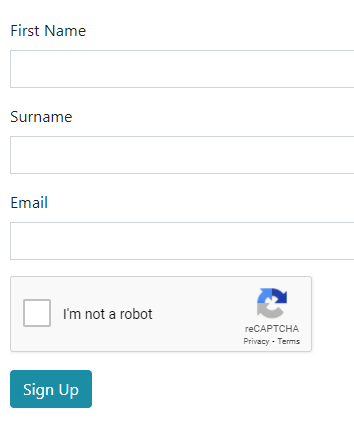 First Name
Surname
Email
I'm not a robot
reCAPTCHA
Privacy - Terms
Sign Up